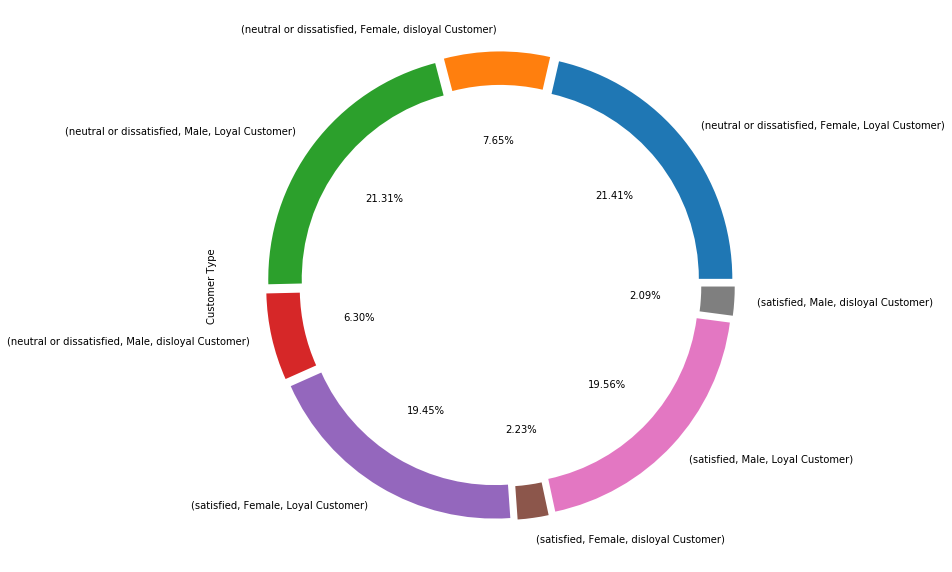 (neutral or dissatisfied, Female, disloyal Customer)
(neutral or dissatisfied, Female, Loyal Customer)
(neutral or dissatisfied, Male, Loyal Customer)
7.65%
21.41%
21.31%
Customer Type
2.09%
(satisfied, Male, disloyal Customer)
6.30%
(neutral or dissatisfied, Male, disloyal Customer)
19.56%
19.45%
2.23%
(satisfied, Male, Loyal Customer)
(satisfied, Female, Loyal Customer)
(satisfied, Female, disloyal Customer)